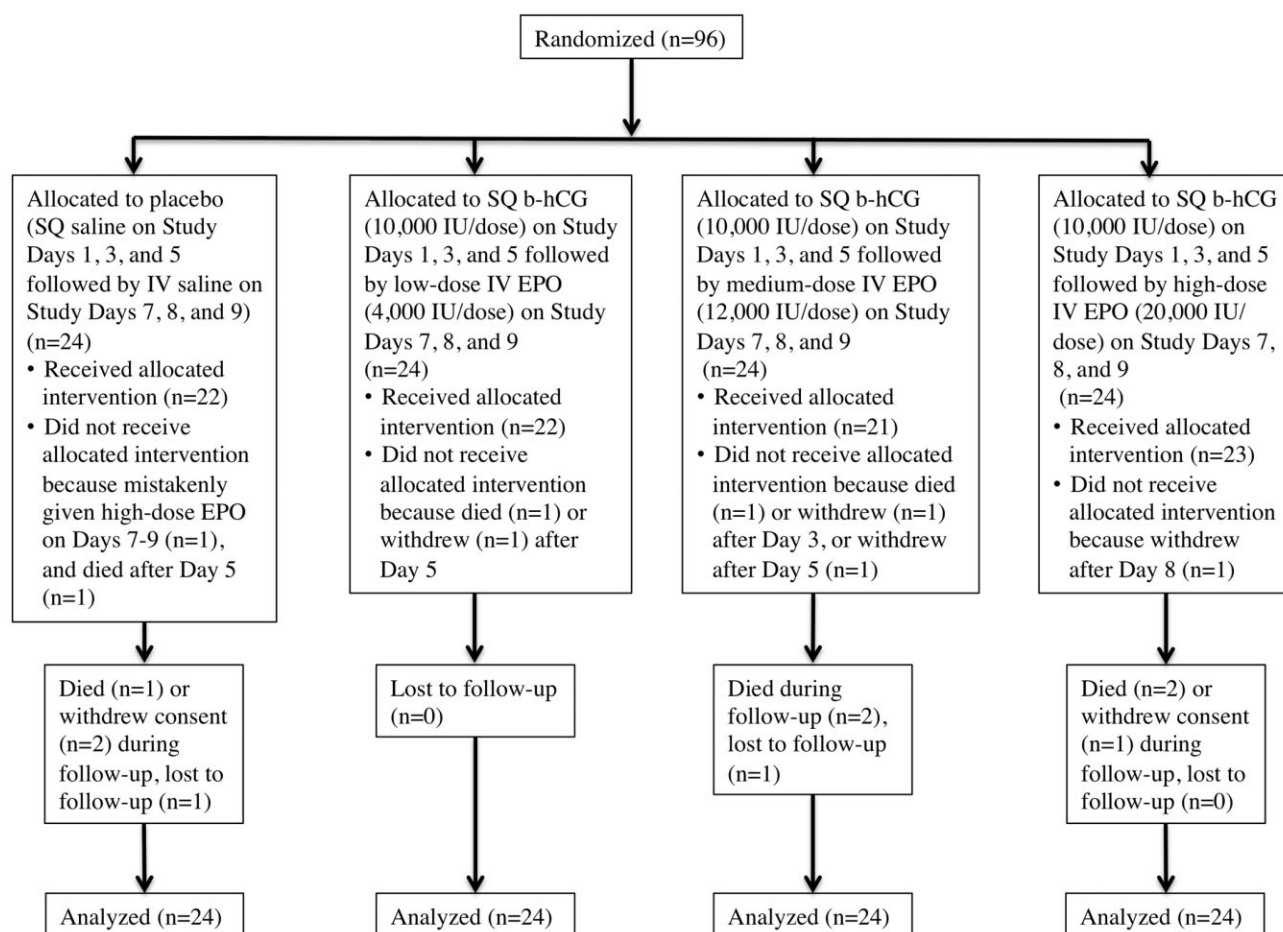 Randomized (n=96)
Allocated to placebo
(SQ saline on Study
Days 1, 3, and 5
followed by IV saline on
Study Days 7, 8, and 9)
(n=24)
• Received allocated
intervention (n=22)
• Did not receive
allocated intervention
because mistakenly
given high-dose EPO
on Days 7-9 (n=1),
and died after Day 5
(n=1)
Allocated to SQ b-hCG
(10,000 IU/dose) on Study
Days 1, 3, and 5 followed
by low-dose IV EPO
(4,000 IU/dose) on Study
Days 7, 8, and 9
(n=24)
• Received allocated
intervention (n=22)
• Did not receive
allocated intervention
because died (n=1) or
withdrew (n=1) after
Day 5
Allocated to SQ b-hCG
(10,000 IU/dose) on Study
Days 1, 3, and 5 followed
by medium-dose IV EPO
(12,000 IU/dose) on Study
Days 7, 8, and 9
(n=24)
• Received allocated
intervention (n=21)
• Did not receive allocated
intervention because died
(n=1) or withdrew (n=1)
after Day 3, or withdrew
after Day 5 (n=1)
Allocated to SQ b-hCG
(10,000 IU/dose) on
Study Days 1, 3, and 5
followed by high-dose
IV EPO (20,000 IU/
dose) on Study Days 7,
8, and 9
(n=24)
• Received allocated
intervention (n=23)
• Did not receive
allocated intervention
because withdrew
after Day 8 (n=1)
Died (n=1) or
withdrew consent
(n=2) during
follow-up, lost to
follow-up (n=1)
Lost to follow-up
(n=0)
Died during
follow-up (n=2),
lost to follow-up
(n=1)
Died (n=2) or
withdrew consent
(n=1) during
follow-up, lost to
follow-up (n=0)
Analyzed (n=24)
Analyzed (n=24)
Analyzed (n=24)
Analyzed (n=24)